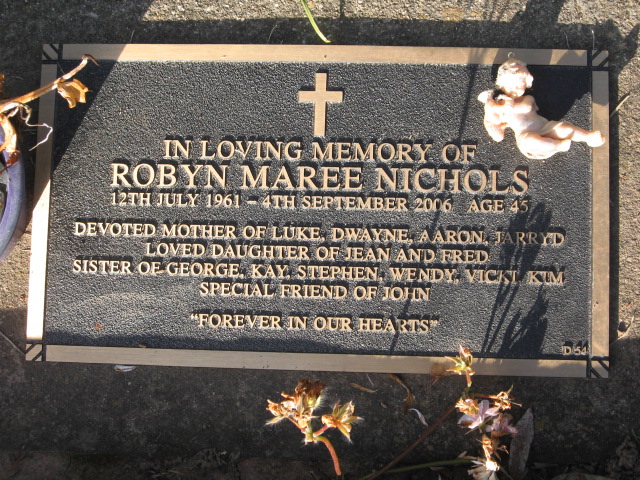 IN LOVING MEMORY OF
ROBYN MAREE NICHOLS
12TH JULY 1961 - 4TH SEPTEMBER 2006 AGE 45
DEVOTED MOTHER OF LUKE, DWAYNE, AARON, JARRYD
LOVED DAUGHTER OF JEAN AND FRED
SISTER OF GEORGE, KAY, STEPHEN, WENDY, VICKI, KIM
SPECIAL FRIEND OF JOHN
"FOREVER IN OUR HEARTS"
D 54